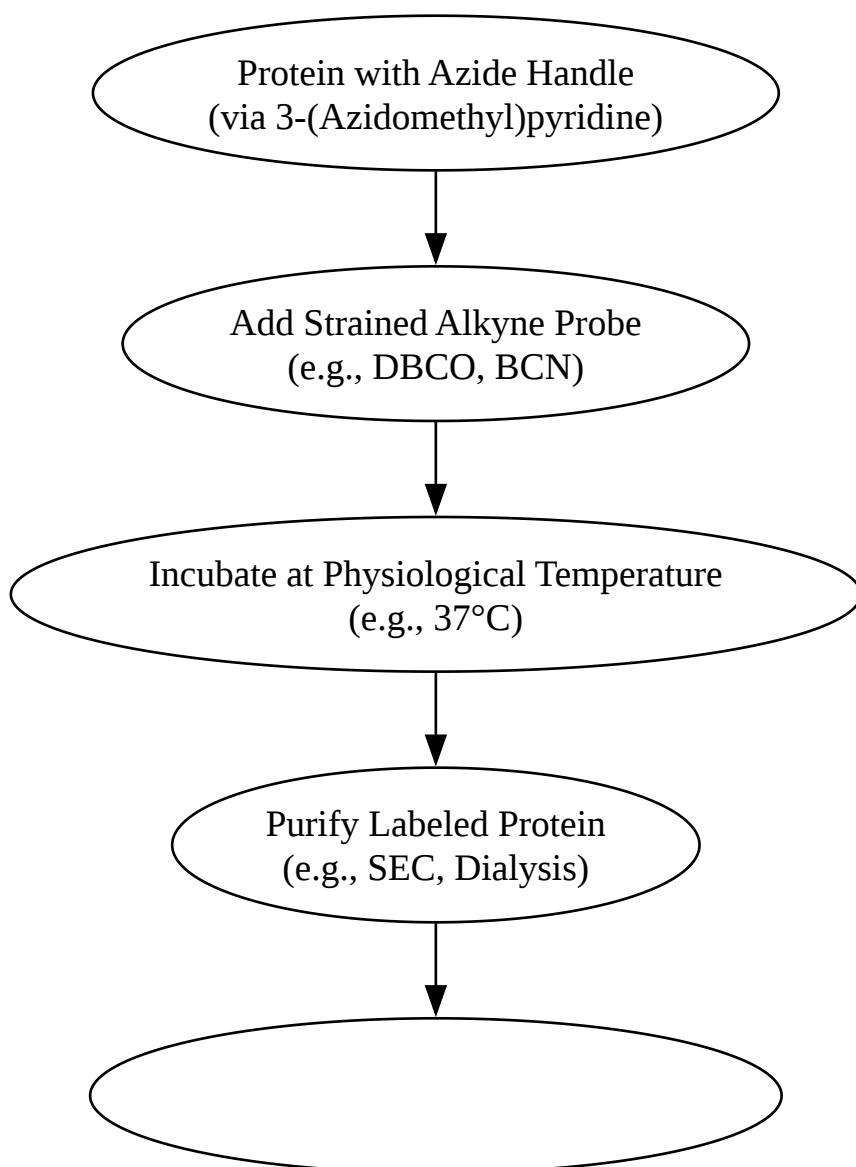 Protein with Azide Handle
(via 3-(Azidomethyl)pyridine)
Add Strained Alkyne Probe
(e.g., DBCO, BCN)
Incubate at Physiological Temperature
(e.g., 37°C)
Purify Labeled Protein
(e.g., SEC, Dialysis)